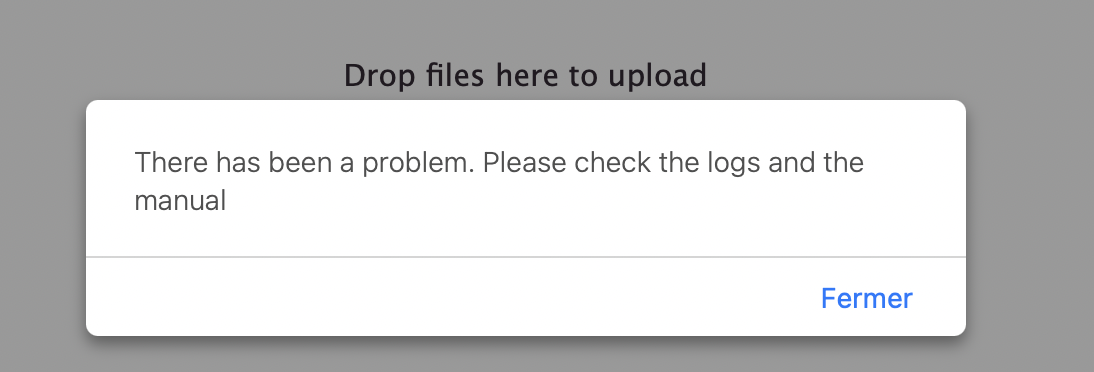 Drop files here to upload
There has been a problem. Please check the logs and the
manual
Fermer